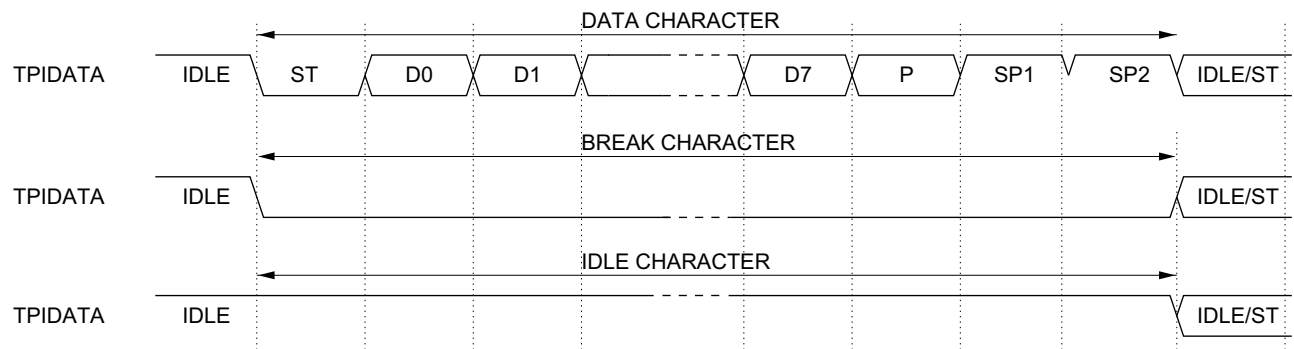 DATA CHARACTER
TPIDATA IDLE ST D0 D1 D7 P SP1 SP2 IDLE/ST
BREAK CHARACTER
TPIDATA IDLE IDLE/ST
IDLE CHARACTER
TPIDATA IDLE IDLE/ST